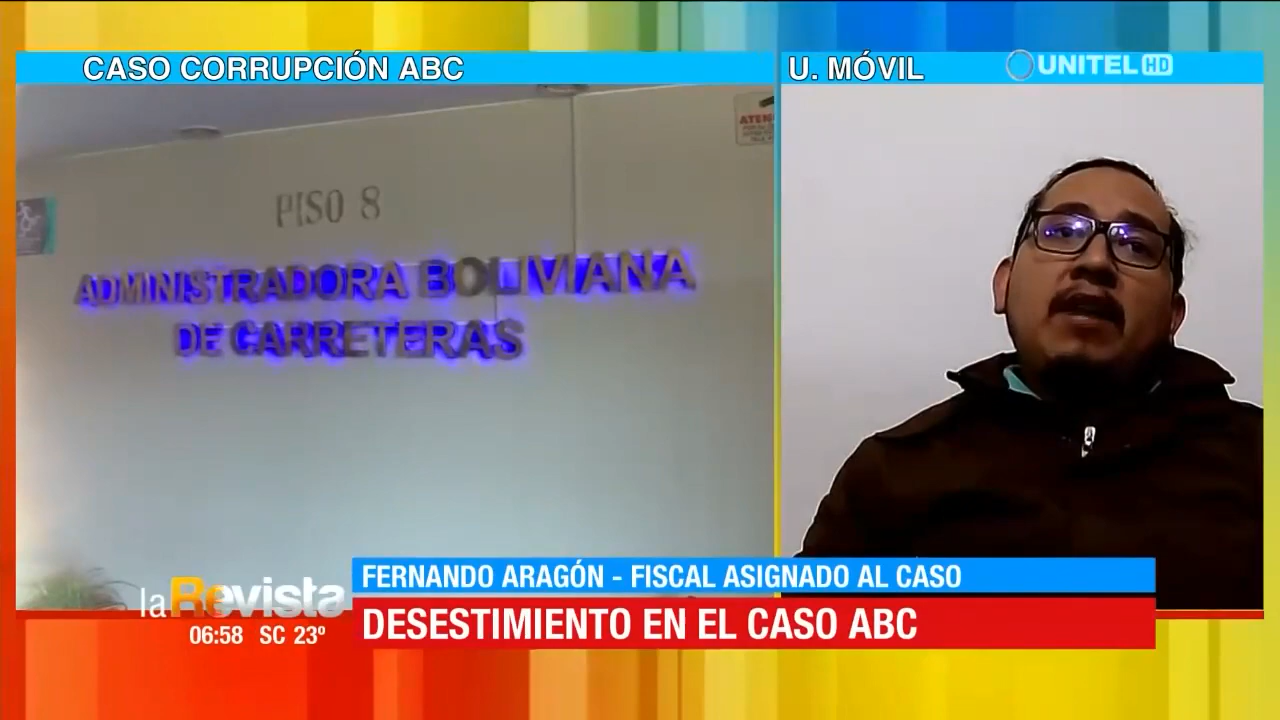 CASO CORRUPCIÓN ABC
U. MÓVIL
UNITEL HD
PISO 8
ADMINISTRADORA BOLIVIANA
DE CARRETERAS
la Revista
06:58 SC 23º
FERNANDO ARAGÓN - FISCAL ASIGNADO AL CASO
DESESTIMIENTO EN EL CASO ABC